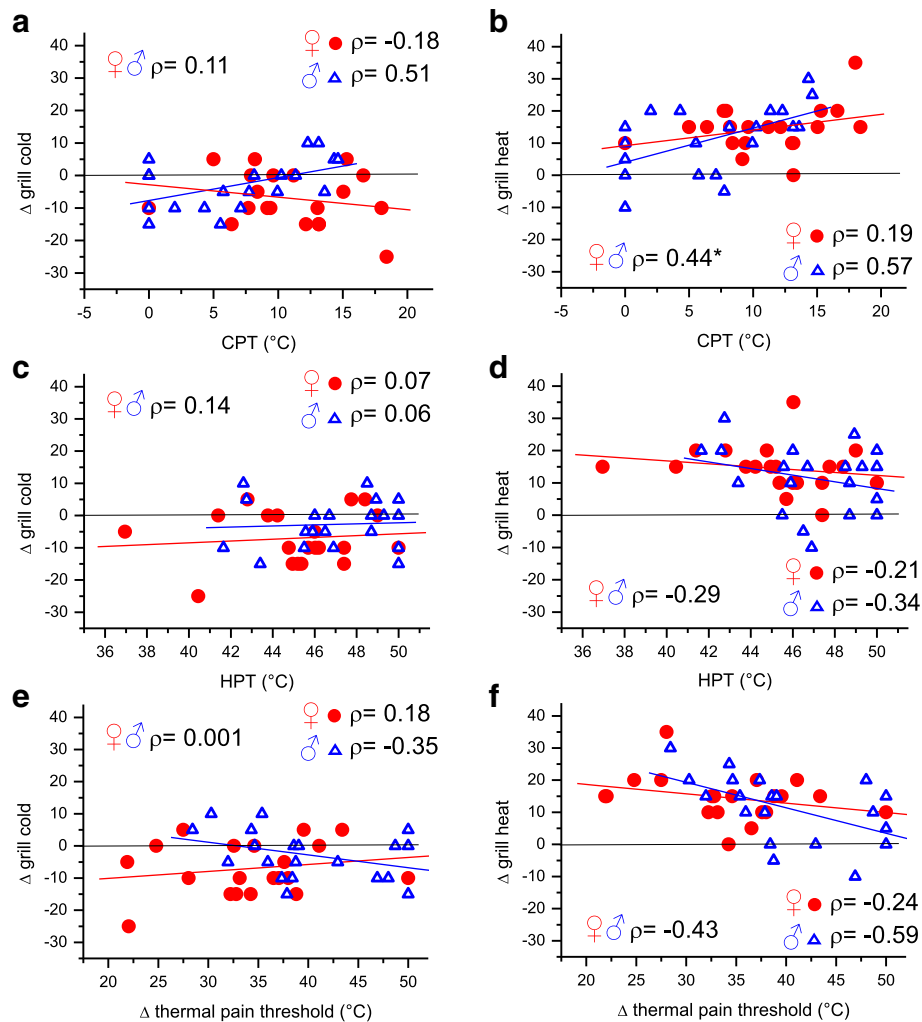 a
♀ ρ= -0.18
♀♂ ρ= 0.11
♂ ρ= 0.51
Δ grill cold
40
30
20
10
0
-10
-20
-30
-5 0 5 10 15 20
CPT (°C)
b
Δ grill heat
40
30
20
10
0
-10
-20
-30
♀ ρ= 0.19
♀♂ ρ= 0.44*
♂ ρ= 0.57
-5 0 5 10 15 20
CPT (°C)
c
♀ ρ= 0.07
♀♂ ρ= 0.14
♂ ρ= 0.06
Δ grill cold
40
30
20
10
0
-10
-20
-30
36 38 40 42 44 46 48 50
HPT (°C)
d
Δ grill heat
40
30
20
10
0
-10
-20
-30
♀ ρ= -0.21
♀♂ ρ= -0.29
♂ ρ= -0.34
36 38 40 42 44 46 48 50
HPT (°C)
e
♀ ρ= 0.18
♀♂ ρ= 0.001
♂ ρ= -0.35
Δ grill cold
40
30
20
10
0
-10
-20
-30
20 25 30 35 40 45 50
Δ thermal pain threshold (°C)
f
Δ grill heat
40
30
20
10
0
-10
-20
-30
♀ ρ= -0.24
♀♂ ρ= -0.43
♂ ρ= -0.59
20 25 30 35 40 45 50
Δ thermal pain threshold (°C)